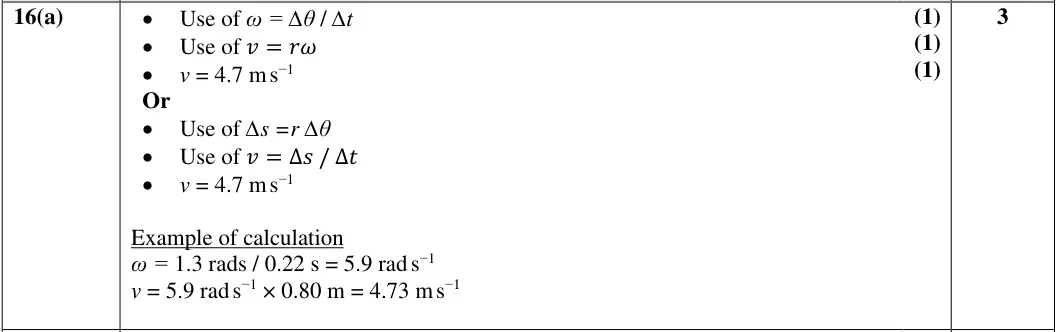 16(a) • Use of ω = Δθ / Δt (1) 3
• Use of 𝑣 = 𝑟𝜔 (1)
• v = 4.7 m s⁻¹ (1)
Or
• Use of Δs =r Δθ
• Use of 𝑣 = Δ𝑠 / Δ𝑡
• v = 4.7 m s⁻¹
Example of calculation
ω = 1.3 rads / 0.22 s = 5.9 rad s⁻¹
v = 5.9 rad s⁻¹ × 0.80 m = 4.73 m s⁻¹